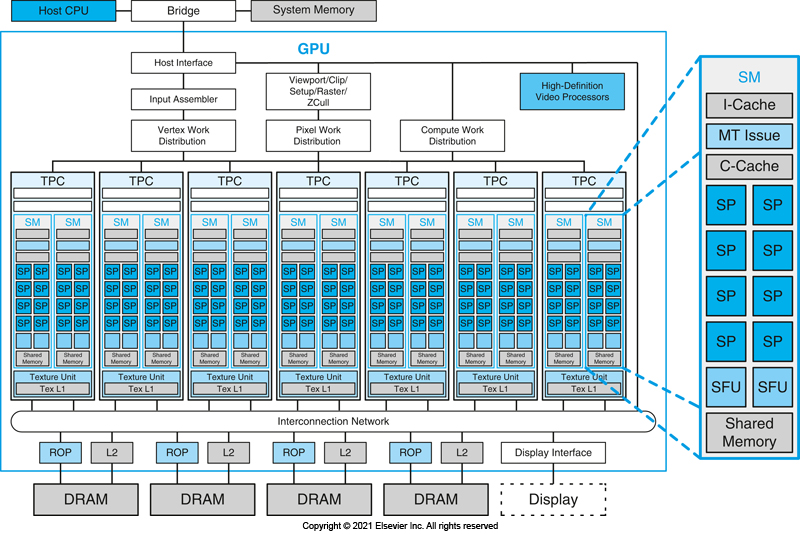 Host CPU
Bridge
System Memory
GPU
Host Interface
Viewport/Clip/
Setup/Raster/
ZCull
High-Definition
Video Processors
Input Assembler
Vertex Work
Distribution
Pixel Work
Distribution
Compute Work
Distribution
TPC TPC TPC TPC TPC TPC TPC
SM SM SM SM SM SM SM
SP SP SP SP SP SP SP SP SP SP SP SP SP SP SP SP SP SP SP SP SP SP SP SP SP SP SP SP
SP SP SP SP SP SP SP SP SP SP SP SP SP SP SP SP SP SP SP SP SP SP SP SP SP SP SP SP
SP SP SP SP SP SP SP SP SP SP SP SP SP SP SP SP SP SP SP SP SP SP SP SP SP SP SP SP
SP SP SP SP SP SP SP SP SP SP SP SP SP SP SP SP SP SP SP SP SP SP SP SP SP SP SP SP
Shared Shared Shared Shared Shared Shared Shared Shared Shared Shared Shared Shared Shared Shared
Memory Memory Memory Memory Memory Memory Memory Memory Memory Memory Memory Memory Memory Memory
Texture Unit Texture Unit Texture Unit Texture Unit Texture Unit Texture Unit Texture Unit
Tex L1 Tex L1 Tex L1 Tex L1 Tex L1 Tex L1 Tex L1
Interconnection Network
ROP L2 ROP L2 ROP L2 ROP L2 Display Interface
DRAM DRAM DRAM DRAM Display
SM
I-Cache
MT Issue
C-Cache
SP SP
SP SP
SP SP
SP SP
SFU SFU
Shared
Memory
Copyright © 2021 Elsevier Inc. All rights reserved